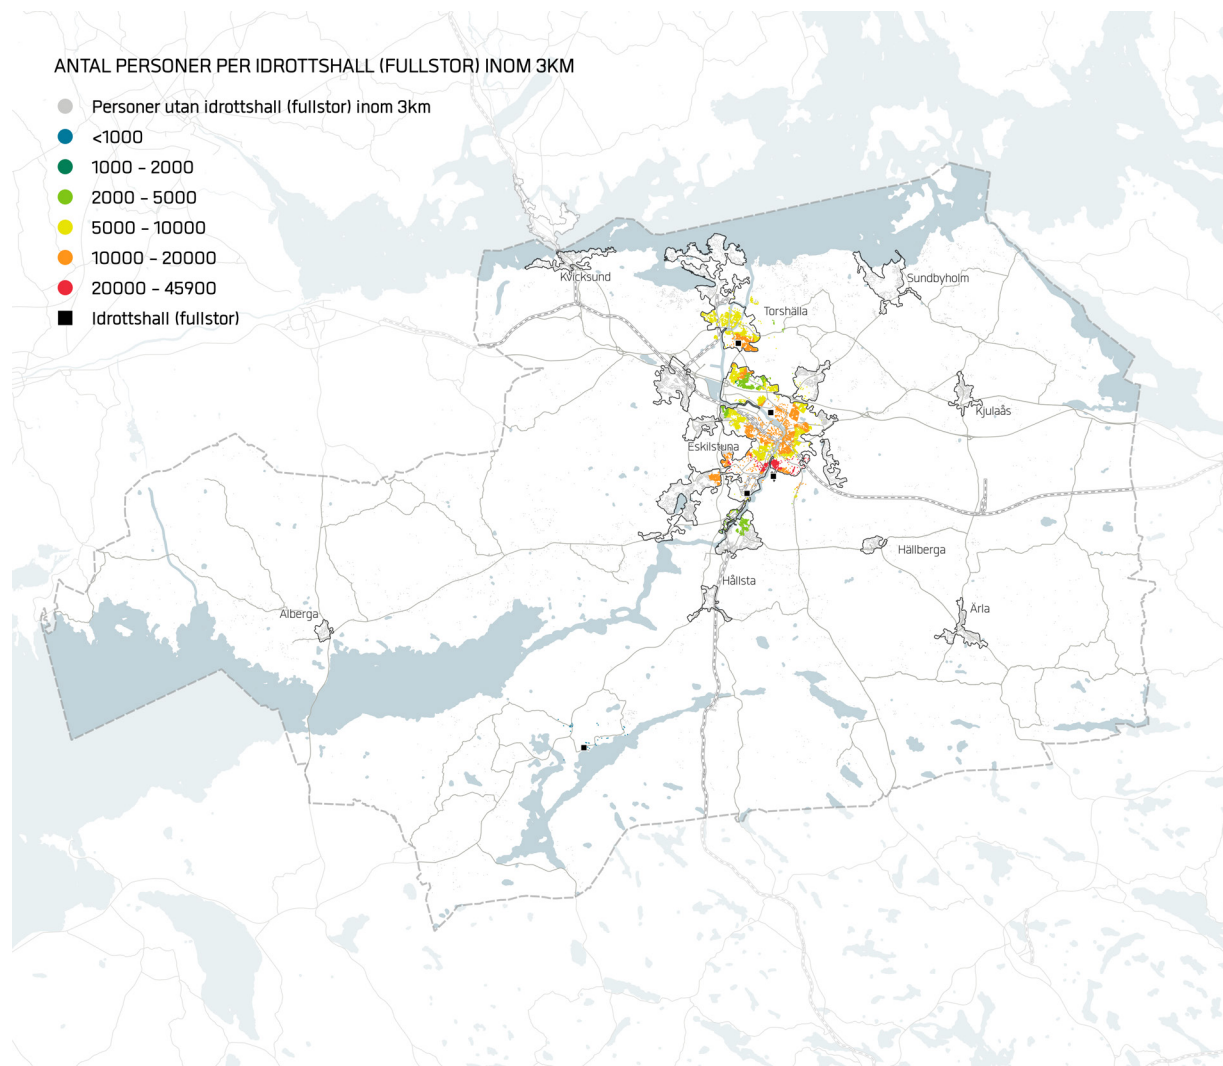 ANTAL PERSONER PER IDROTTSHALL (FULLSTOR) INOM 3KM
Personer utan idrottshall (fullstor) inom 3km
<1000
1000 – 2000
2000 – 5000
5000 – 10000
10000 – 20000
20000 – 45900
Idrottshall (fullstor)
Kvicksund
Sundbyholm
Torshälla
Kjulaås
Eskilstuna
Hällberga
Hållsta
Ärla
Alberga